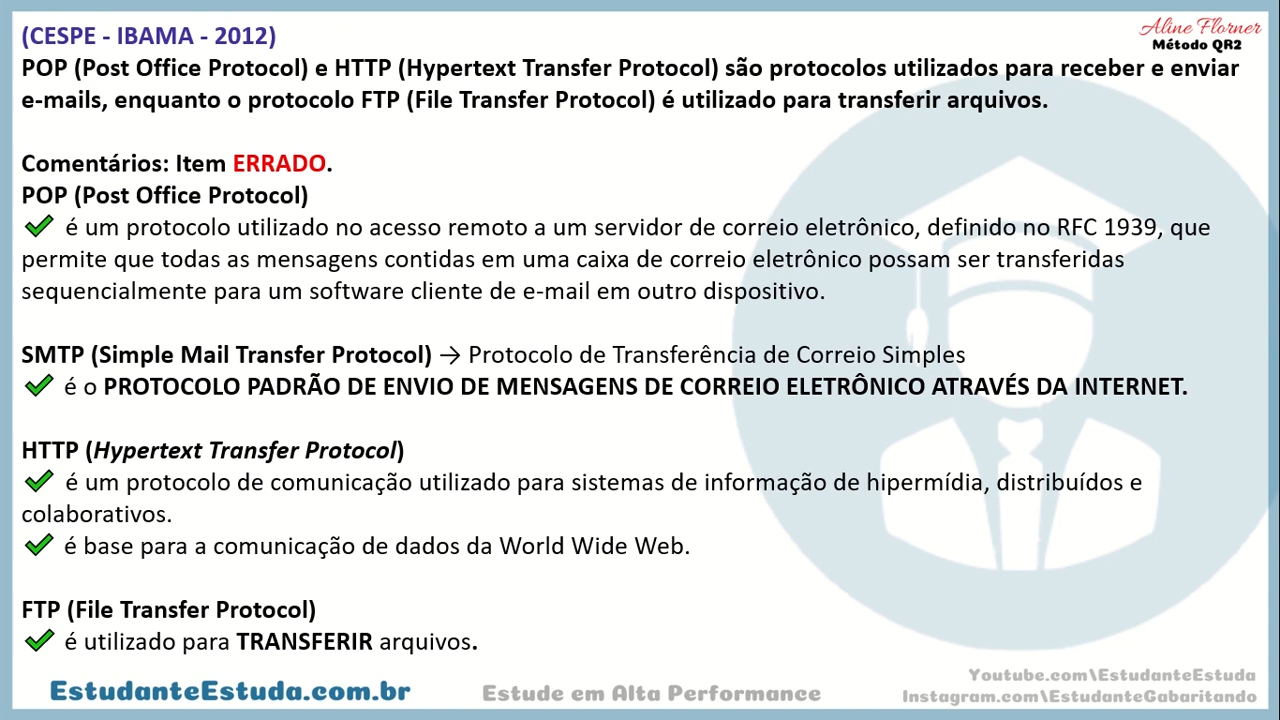 (CESPE - IBAMA - 2012)
Aline Florner
Método QR2
POP (Post Office Protocol) e HTTP (Hypertext Transfer Protocol) são protocolos utilizados para receber e enviar
e-mails, enquanto o protocolo FTP (File Transfer Protocol) é utilizado para transferir arquivos.
Comentários: Item ERRADO.
POP (Post Office Protocol)
é um protocolo utilizado no acesso remoto a um servidor de correio eletrônico, definido no RFC 1939, que
permite que todas as mensagens contidas em uma caixa de correio eletrônico possam ser transferidas
sequencialmente para um software cliente de e-mail em outro dispositivo.
SMTP (Simple Mail Transfer Protocol) → Protocolo de Transferência de Correio Simples
é o PROTOCOLO PADRÃO DE ENVIO DE MENSAGENS DE CORREIO ELETRÔNICO ATRAVÉS DA INTERNET.
HTTP (Hypertext Transfer Protocol)
é um protocolo de comunicação utilizado para sistemas de informação de hipermídia, distribuídos e
colaborativos.
é base para a comunicação de dados da World Wide Web.
FTP (File Transfer Protocol)
é utilizado para TRANSFERIR arquivos.
EstudanteEstuda.com.br
Estude em Alta Performance
Youtube.com\EstudanteEstuda
Instagram.com\EstudanteGabaritando